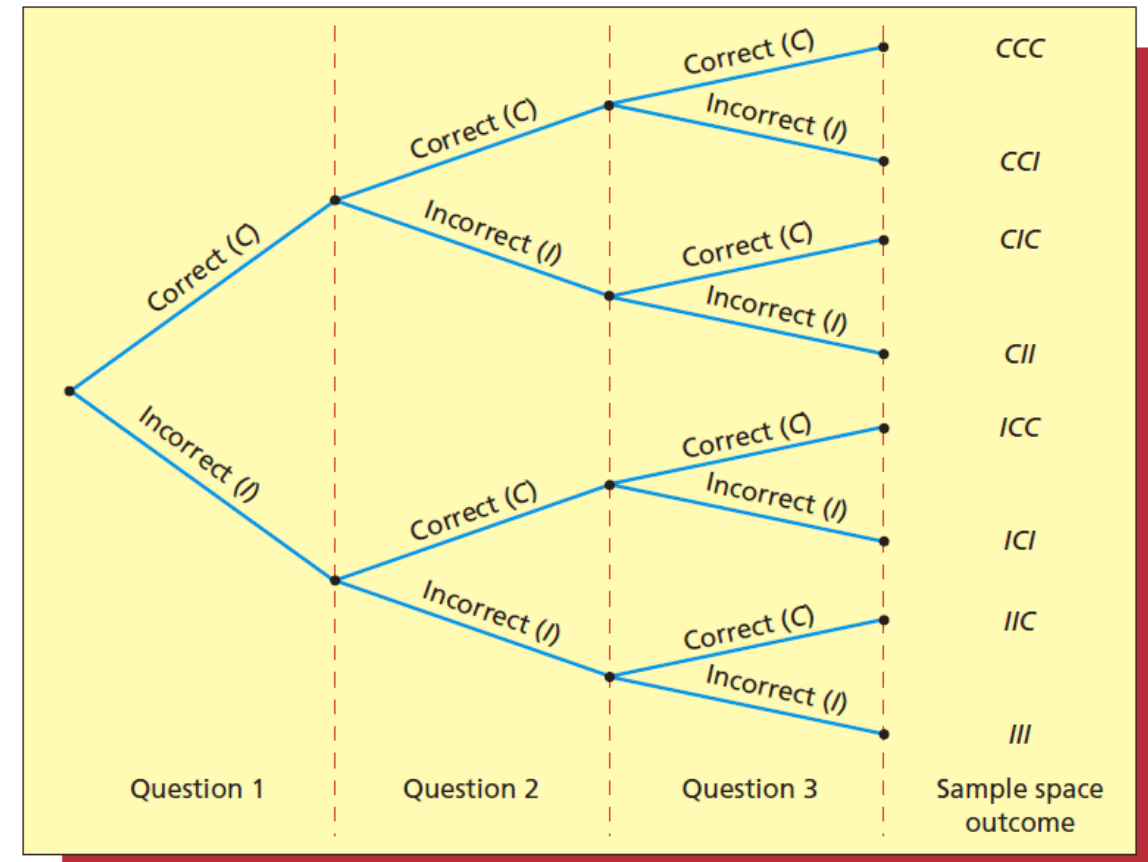 Correct (C)
CCC
Correct (C)
Incorrect (I)
CCI
Correct (C)
Incorrect (I)
Correct (C)
CIC
Incorrect (I)
CII
Incorrect (I)
Correct (C)
Correct (C)
ICC
Incorrect (I)
ICI
Incorrect (I)
Correct (C)
IIC
Incorrect (I)
III
Question 1
Question 2
Question 3
Sample space
outcome